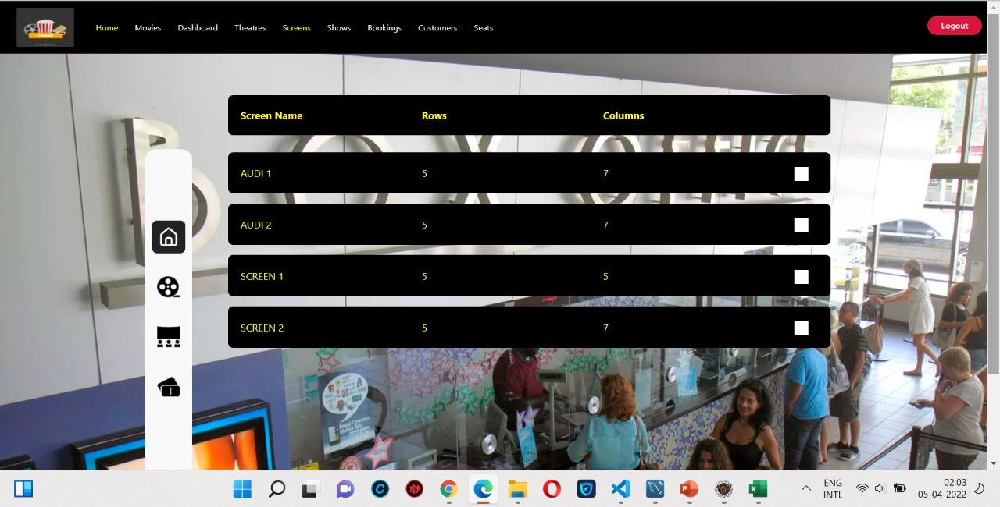 Home Movies Dashboard Theatres Screens Shows Bookings Customers Seats Logout
Screen Name Rows Columns
AUDI 1 5 7
AUDI 2 5 7
SCREEN 1 5 5
SCREEN 2 5 7
ENG
INTL
02:03
05-04-2022